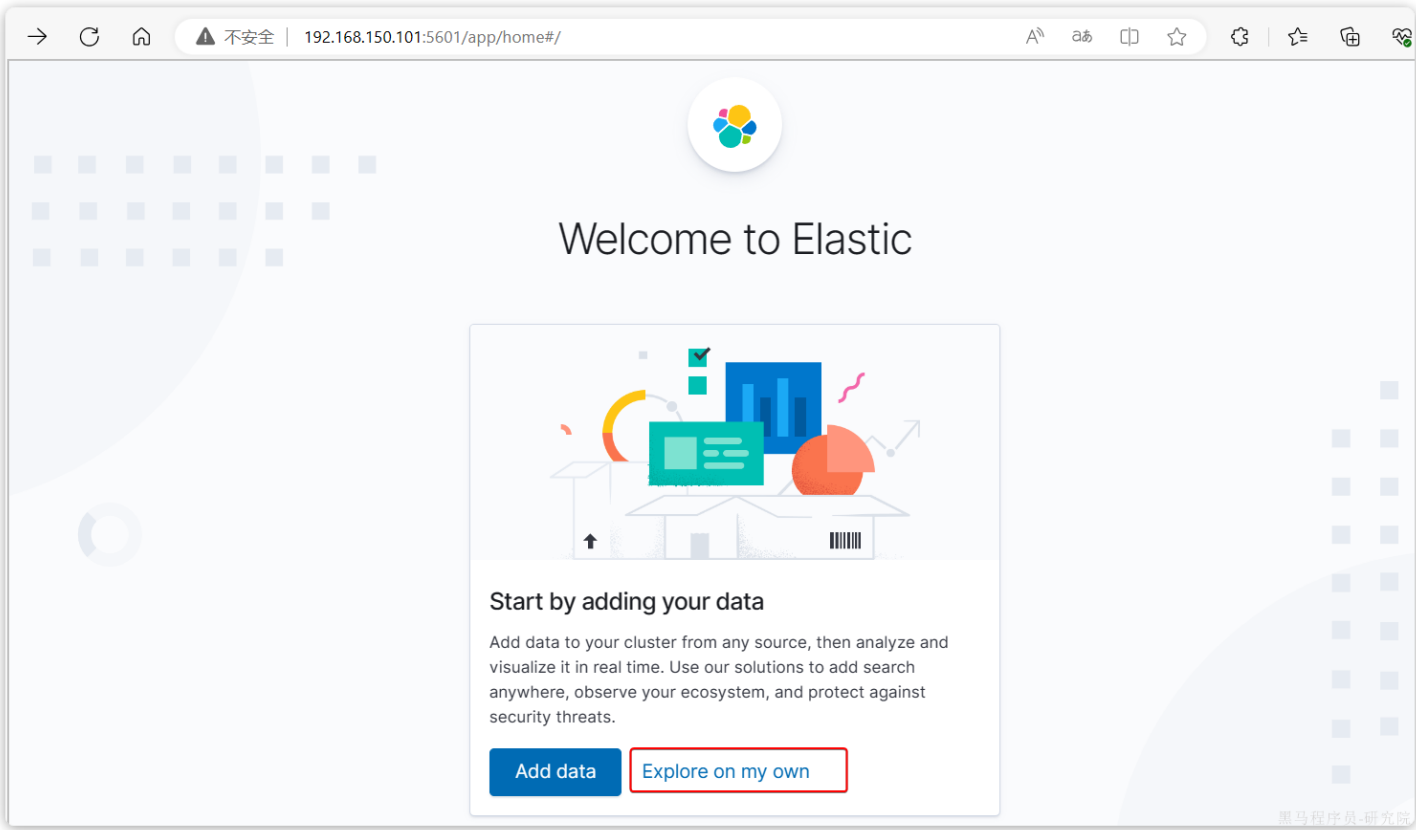 不安全 192.168.150.101:5601/app/home#/
Welcome to Elastic
Start by adding your data
Add data to your cluster from any source, then analyze and
visualize it in real time. Use our solutions to add search
anywhere, observe your ecosystem, and protect against
security threats.
Add data Explore on my own
黑马程序员-研究院